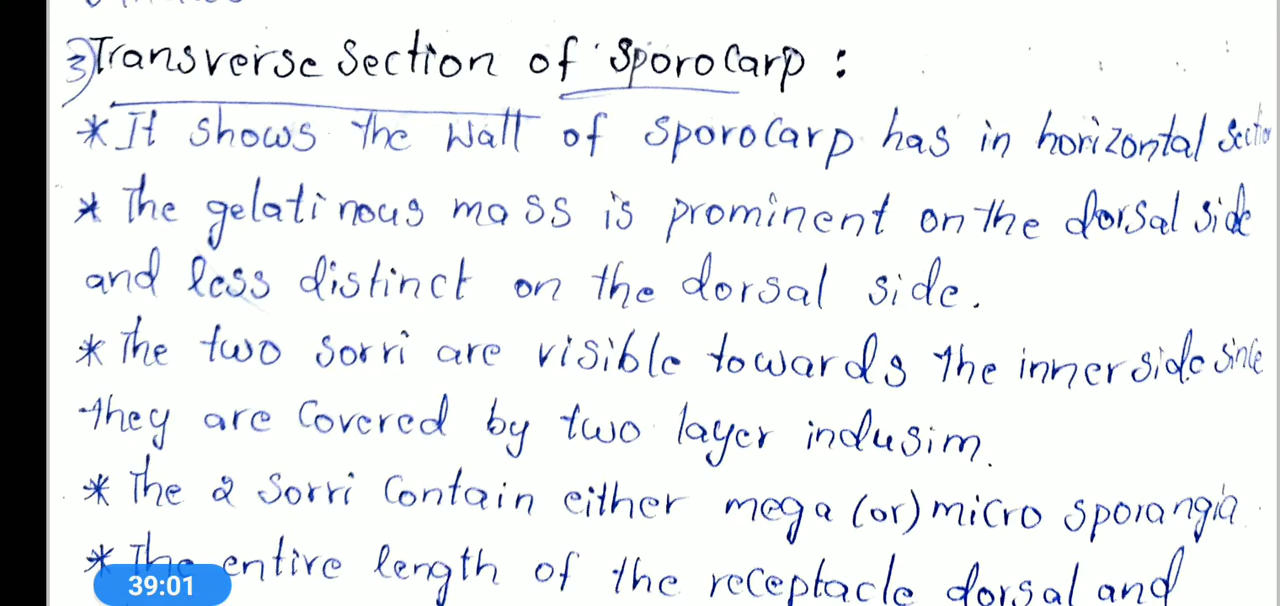 3) Transverse Section of Sporocarp :
* It shows the wall of sporocarp has in horizontal Section
* The gelatinous mass is prominent on the dorsal side
and less distinct on the dorsal side.
* The two sorri are visible towards the inner side since
they are covered by two layer indusim.
* The 2 Sorri Contain either mega (or) micro sporangia
* The entire length of the receptacle dorsal and
39:01